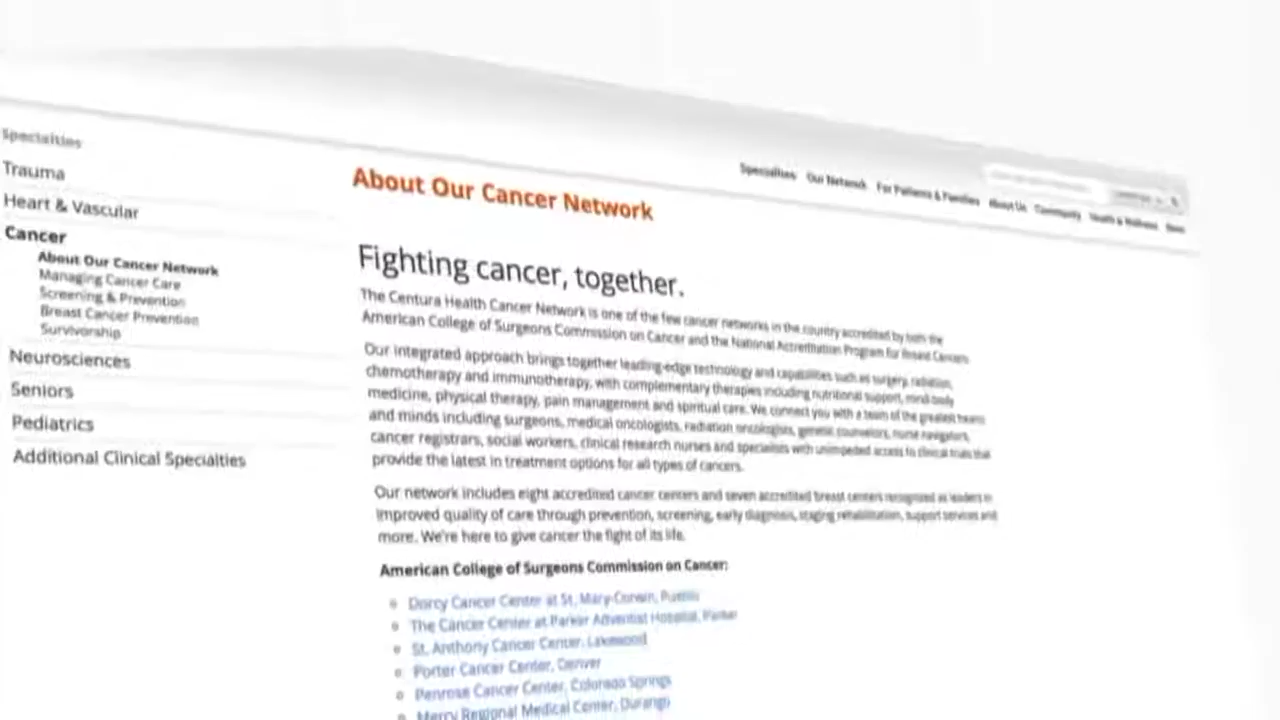 Specialties
Trauma
Heart & Vascular
Cancer
About Our Cancer Network
Managing Cancer Care
Screening & Prevention
Breast Cancer Prevention
Survivorship
Neurosciences
Seniors
Pediatrics
Additional Clinical Specialties
Specialties Our Network For Patients & Families About Us Community Health & Wellness
About Our Cancer Network
Fighting cancer, together.
The Centura Health Cancer Network is one of the few cancer networks in the country accredited by both the
American College of Surgeons Commission on Cancer and the National Accreditation Program for Breast Centers.
Our integrated approach brings together leading-edge technology and capabilities such as surgery, radiation,
chemotherapy and immunotherapy, with complementary therapies including nutritional support, mind-body
medicine, physical therapy, pain management and spiritual care. We connect you with a team of the greatest hearts
and minds including surgeons, medical oncologists, radiation oncologists, genetic counselors, nurse navigators,
cancer registrars, social workers, clinical research nurses and specialists with unimpeded access to clinical trials that
provide the latest in treatment options for all types of cancers.
Our network includes eight accredited cancer centers and seven accredited breast centers recognized as leaders in
improved quality of care through prevention, screening, early diagnosis, staging rehabilitation, support services and
more. We're here to give cancer the fight of its life.
American College of Surgeons Commission on Cancer:
Dorcy Cancer Center at St. Mary-Corwin, Pueblo
The Cancer Center at Parker Adventist Hospital, Parker
St. Anthony Cancer Center, Lakewood
Porter Cancer Center, Denver
Penrose Cancer Center, Colorado Springs
Mercy Regional Medical Center, Durango